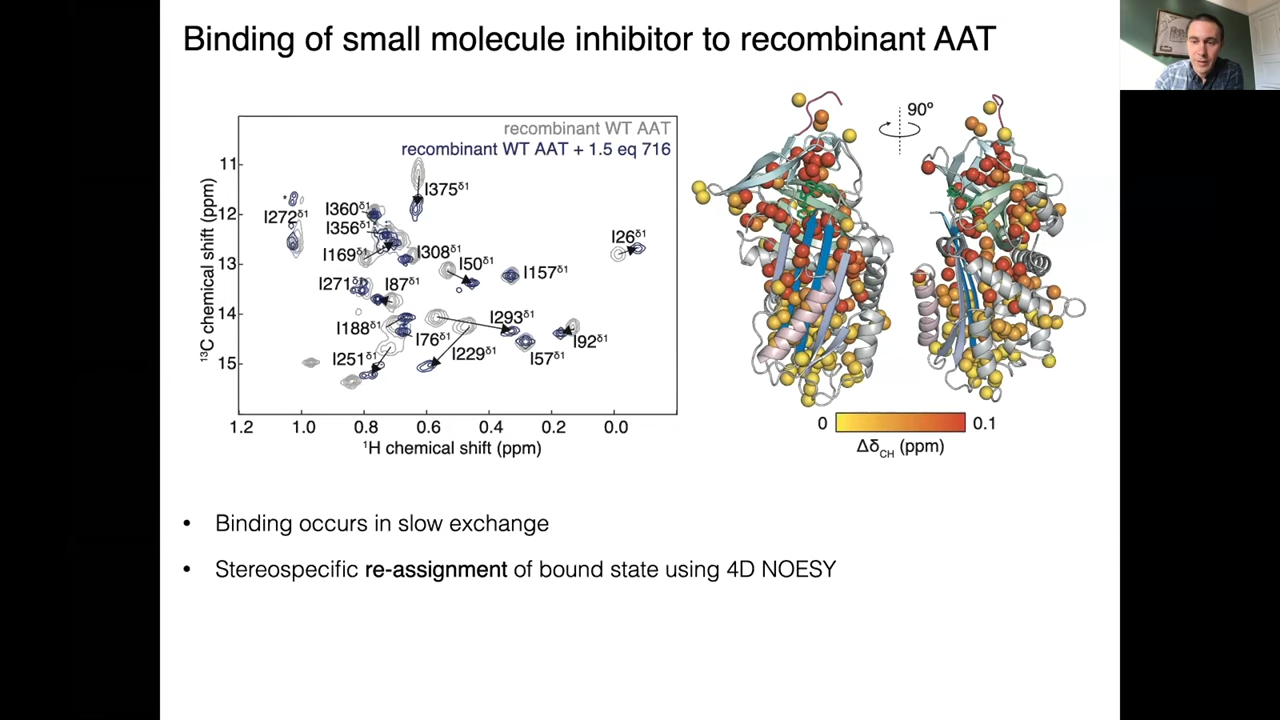 Binding of small molecule inhibitor to recombinant AAT
recombinant WT AAT
recombinant WT AAT + 1.5 eq 716
11
12
13
14
15
¹³C chemical shift (ppm)
I375δ1
I272δ1
I360δ1
I356δ1
I169δ1
I308δ1
I26δ1
I50δ1
I157δ1
I271δ1
I87δ1
I188δ1
I76δ1
I293δ1
I92δ1
I251δ1
I229δ1
I57δ1
*
1.2 1.0 0.8 0.6 0.4 0.2 0.0
¹H chemical shift (ppm)
90º
0 0.1
ΔδCH (ppm)
• Binding occurs in slow exchange
• Stereospecific re-assignment of bound state using 4D NOESY